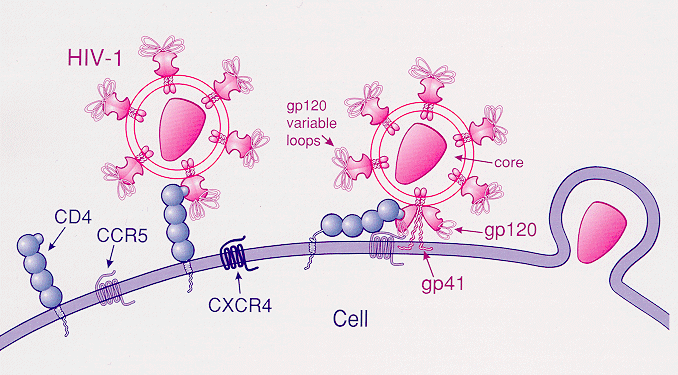 HIV-1
gp120
variable
loops
core
CD4
CCR5
gp120
gp41
CXCR4
Cell